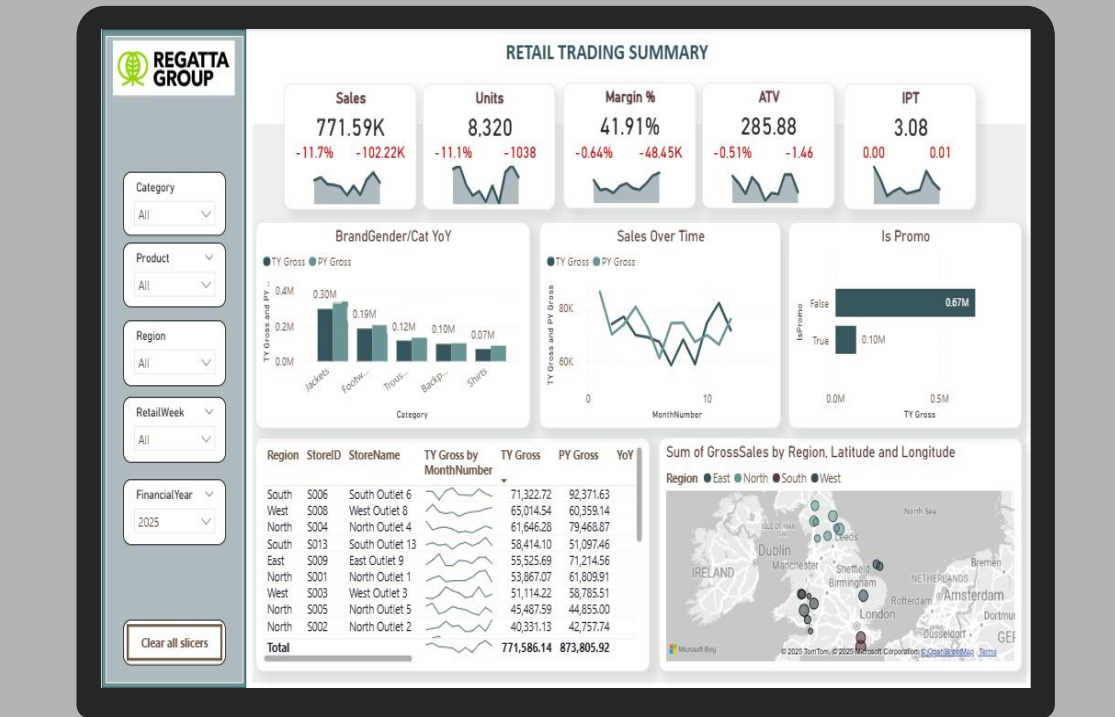 REGATTA
GROUP
RETAIL TRADING SUMMARY
Category
All
Product
All
Region
All
RetailWeek
All
FinancialYear
2025
Clear all slicers
Sales
771.59K
-11.7% -102.22K
Units
8,320
-11.1% -1038
Margin %
41.91%
-0.64% -48.45K
ATV
285.88
-0.51% -1.46
IPT
3.08
0.00 0.01
BrandGender/Cat YoY
TY Gross PY Gross
TY Gross and PY ...
0.4M
0.2M
0.0M
0.30M
0.19M
0.12M
0.10M
0.07M
Jackets
Footw...
Trous...
Backp...
Shirts
Category
Sales Over Time
TY Gross PY Gross
TY Gross and PY Gross
80K
60K
0 10
MonthNumber
Is Promo
IsPromo
False 0.67M
True 0.10M
0.0M 0.5M
TY Gross
Region StoreID StoreName TY Gross by TY Gross PY Gross YoY
MonthNumber
South S006 South Outlet 6 71,322.72 92,371.63
West S008 West Outlet 8 65,014.54 60,359.14
North S004 North Outlet 4 61,646.28 79,468.87
South S013 South Outlet 13 58,414.10 51,097.46
East S009 East Outlet 9 55,525.69 71,214.56
North S001 North Outlet 1 53,867.07 61,809.91
West S003 West Outlet 3 51,114.22 58,785.51
North S005 North Outlet 5 45,487.59 44,855.00
North S002 North Outlet 2 40,331.13 42,757.74
Total 771,586.14 873,805.92
Sum of GrossSales by Region, Latitude and Longitude
Region East North South West
North Sea
ISLE OF MAN
Leeds
Dublin
Manchester
Sheffield
IRELAND
Birmingham
Bremen
NETHERLANDS
Rotterdam
Amsterdam
London
Dortmu
Düsseldorf
GER
Microsoft Bing
© 2025 TomTom, © 2025 Microsoft Corporation, © OpenStreetMap Terms